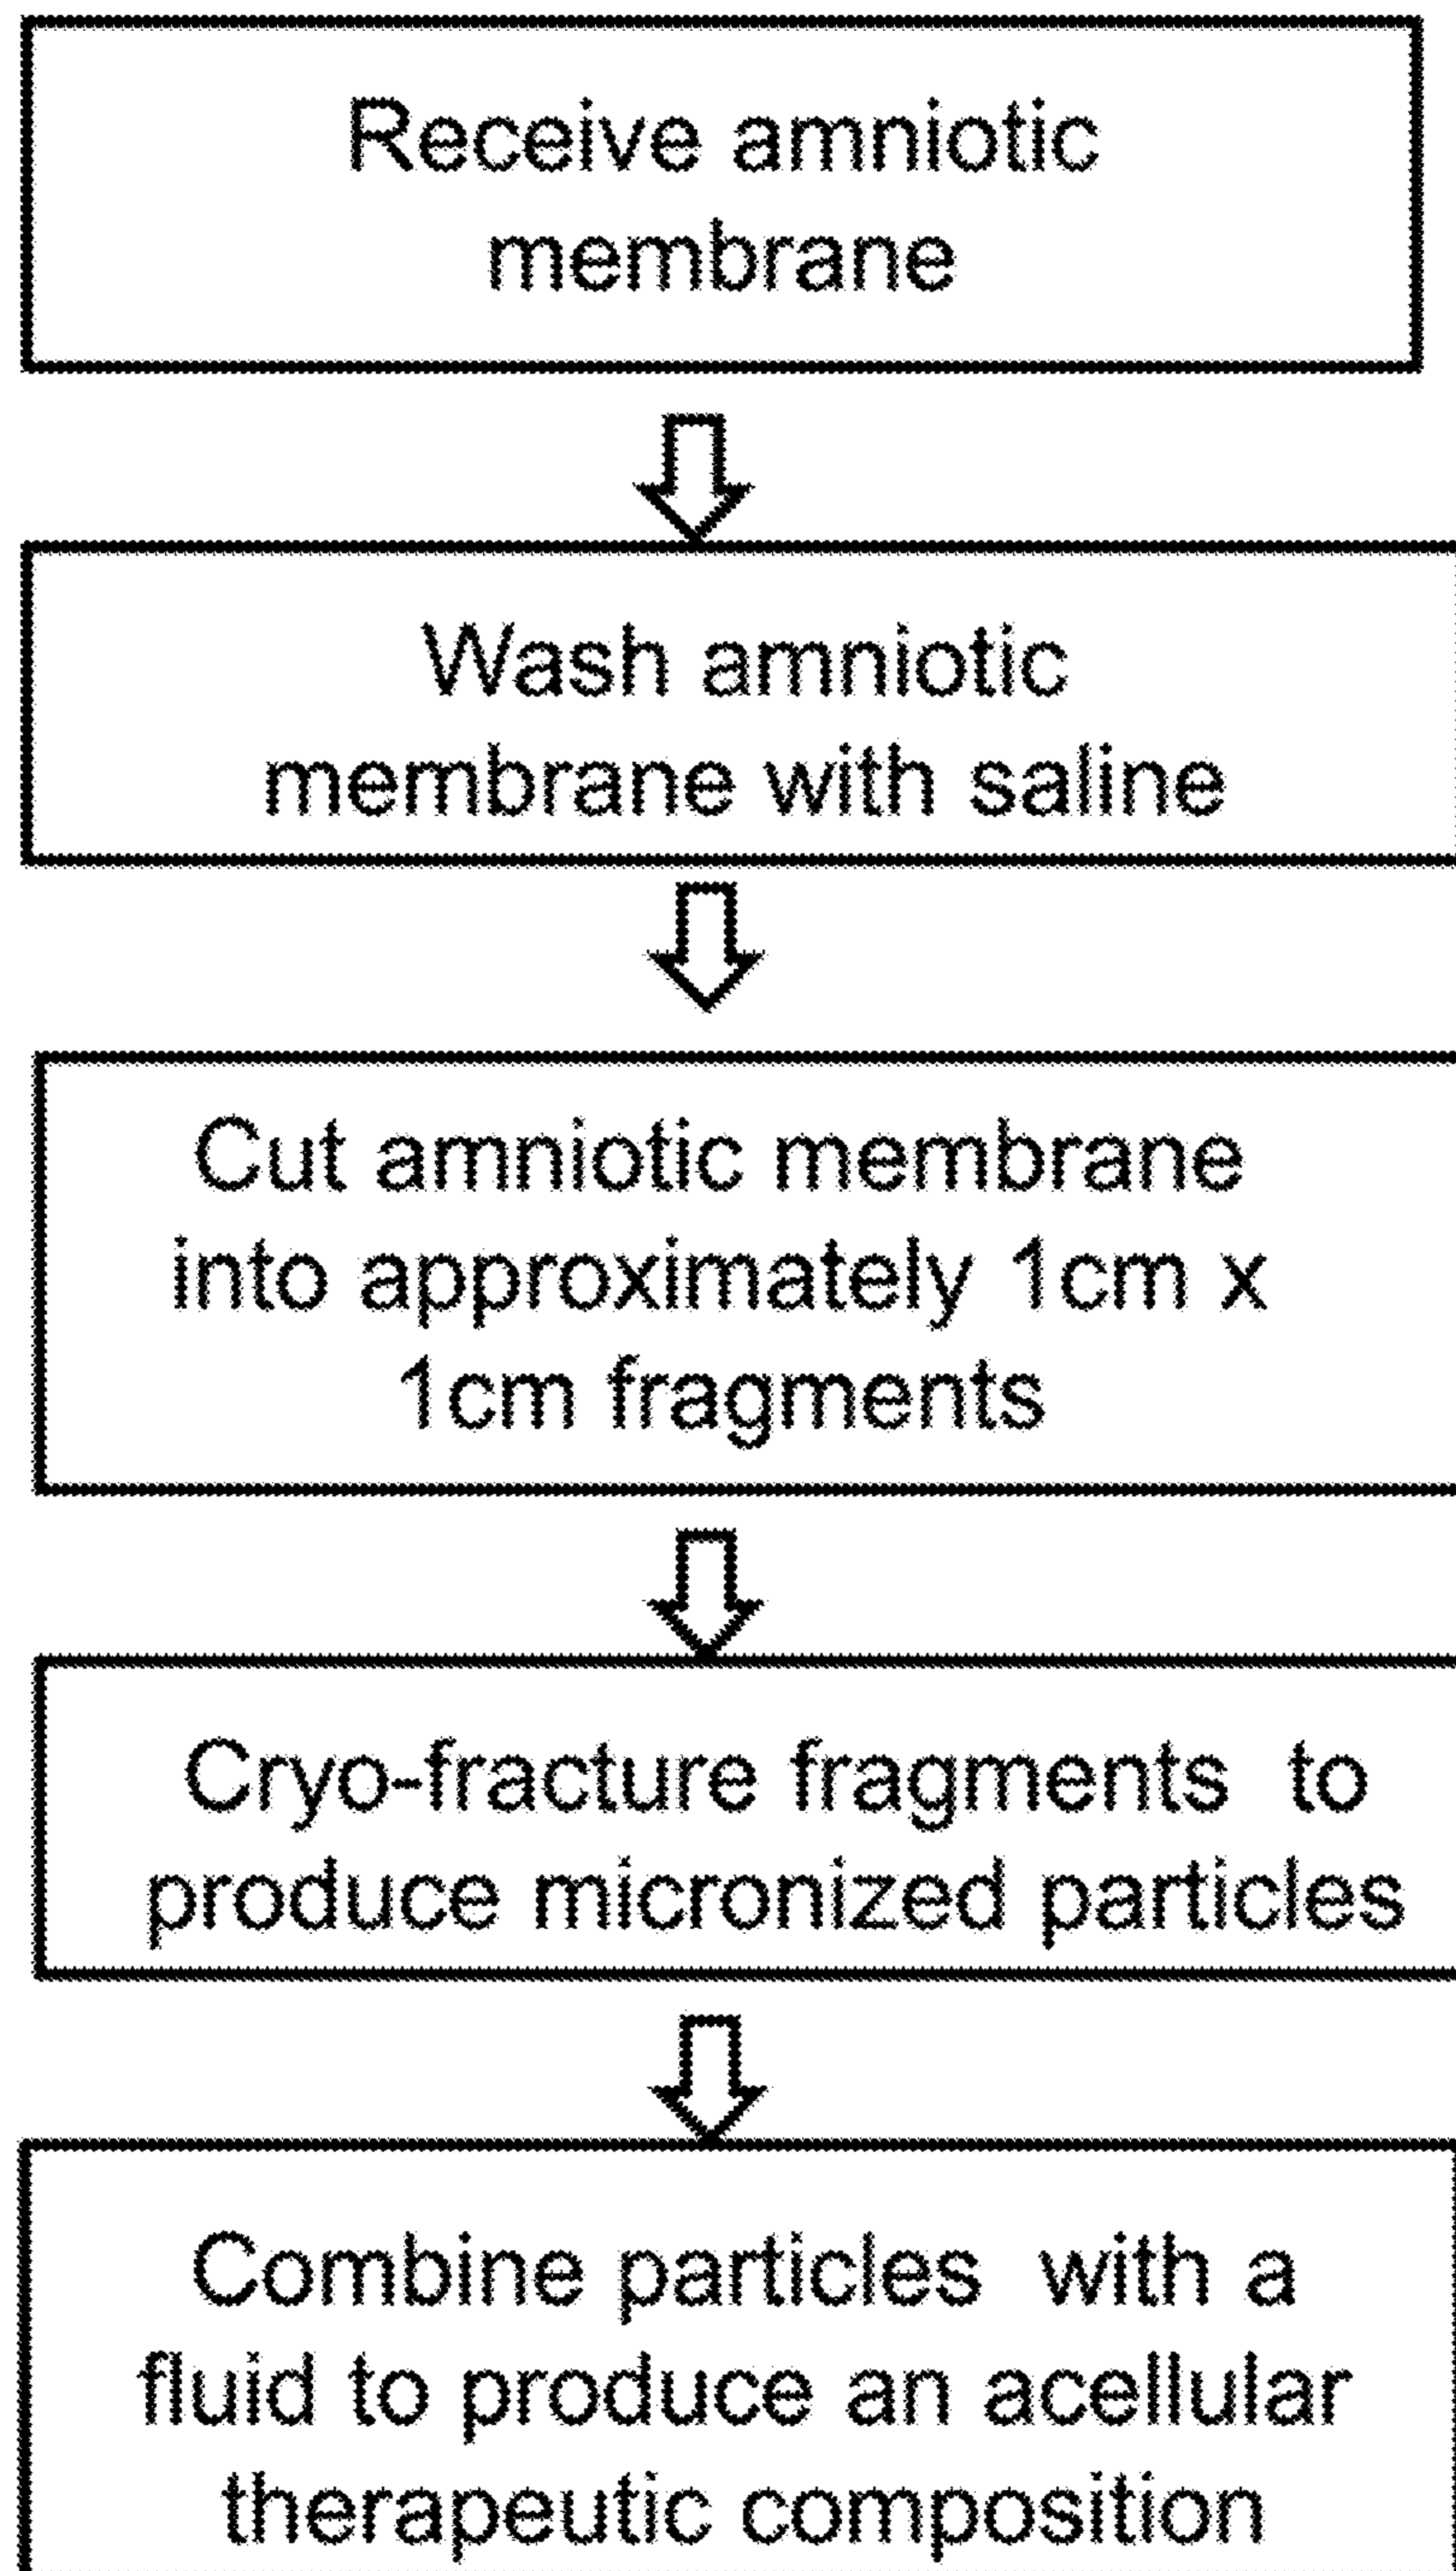 Receive amniotic
membrane
Wash amniotic
membrane with saline
Cut amniotic membrane
into approximately 1cm x
1cm fragments
Cryo-fracture fragments to
produce micronized particles
Combine particles with a
fluid to produce an acellular
therapeutic composition